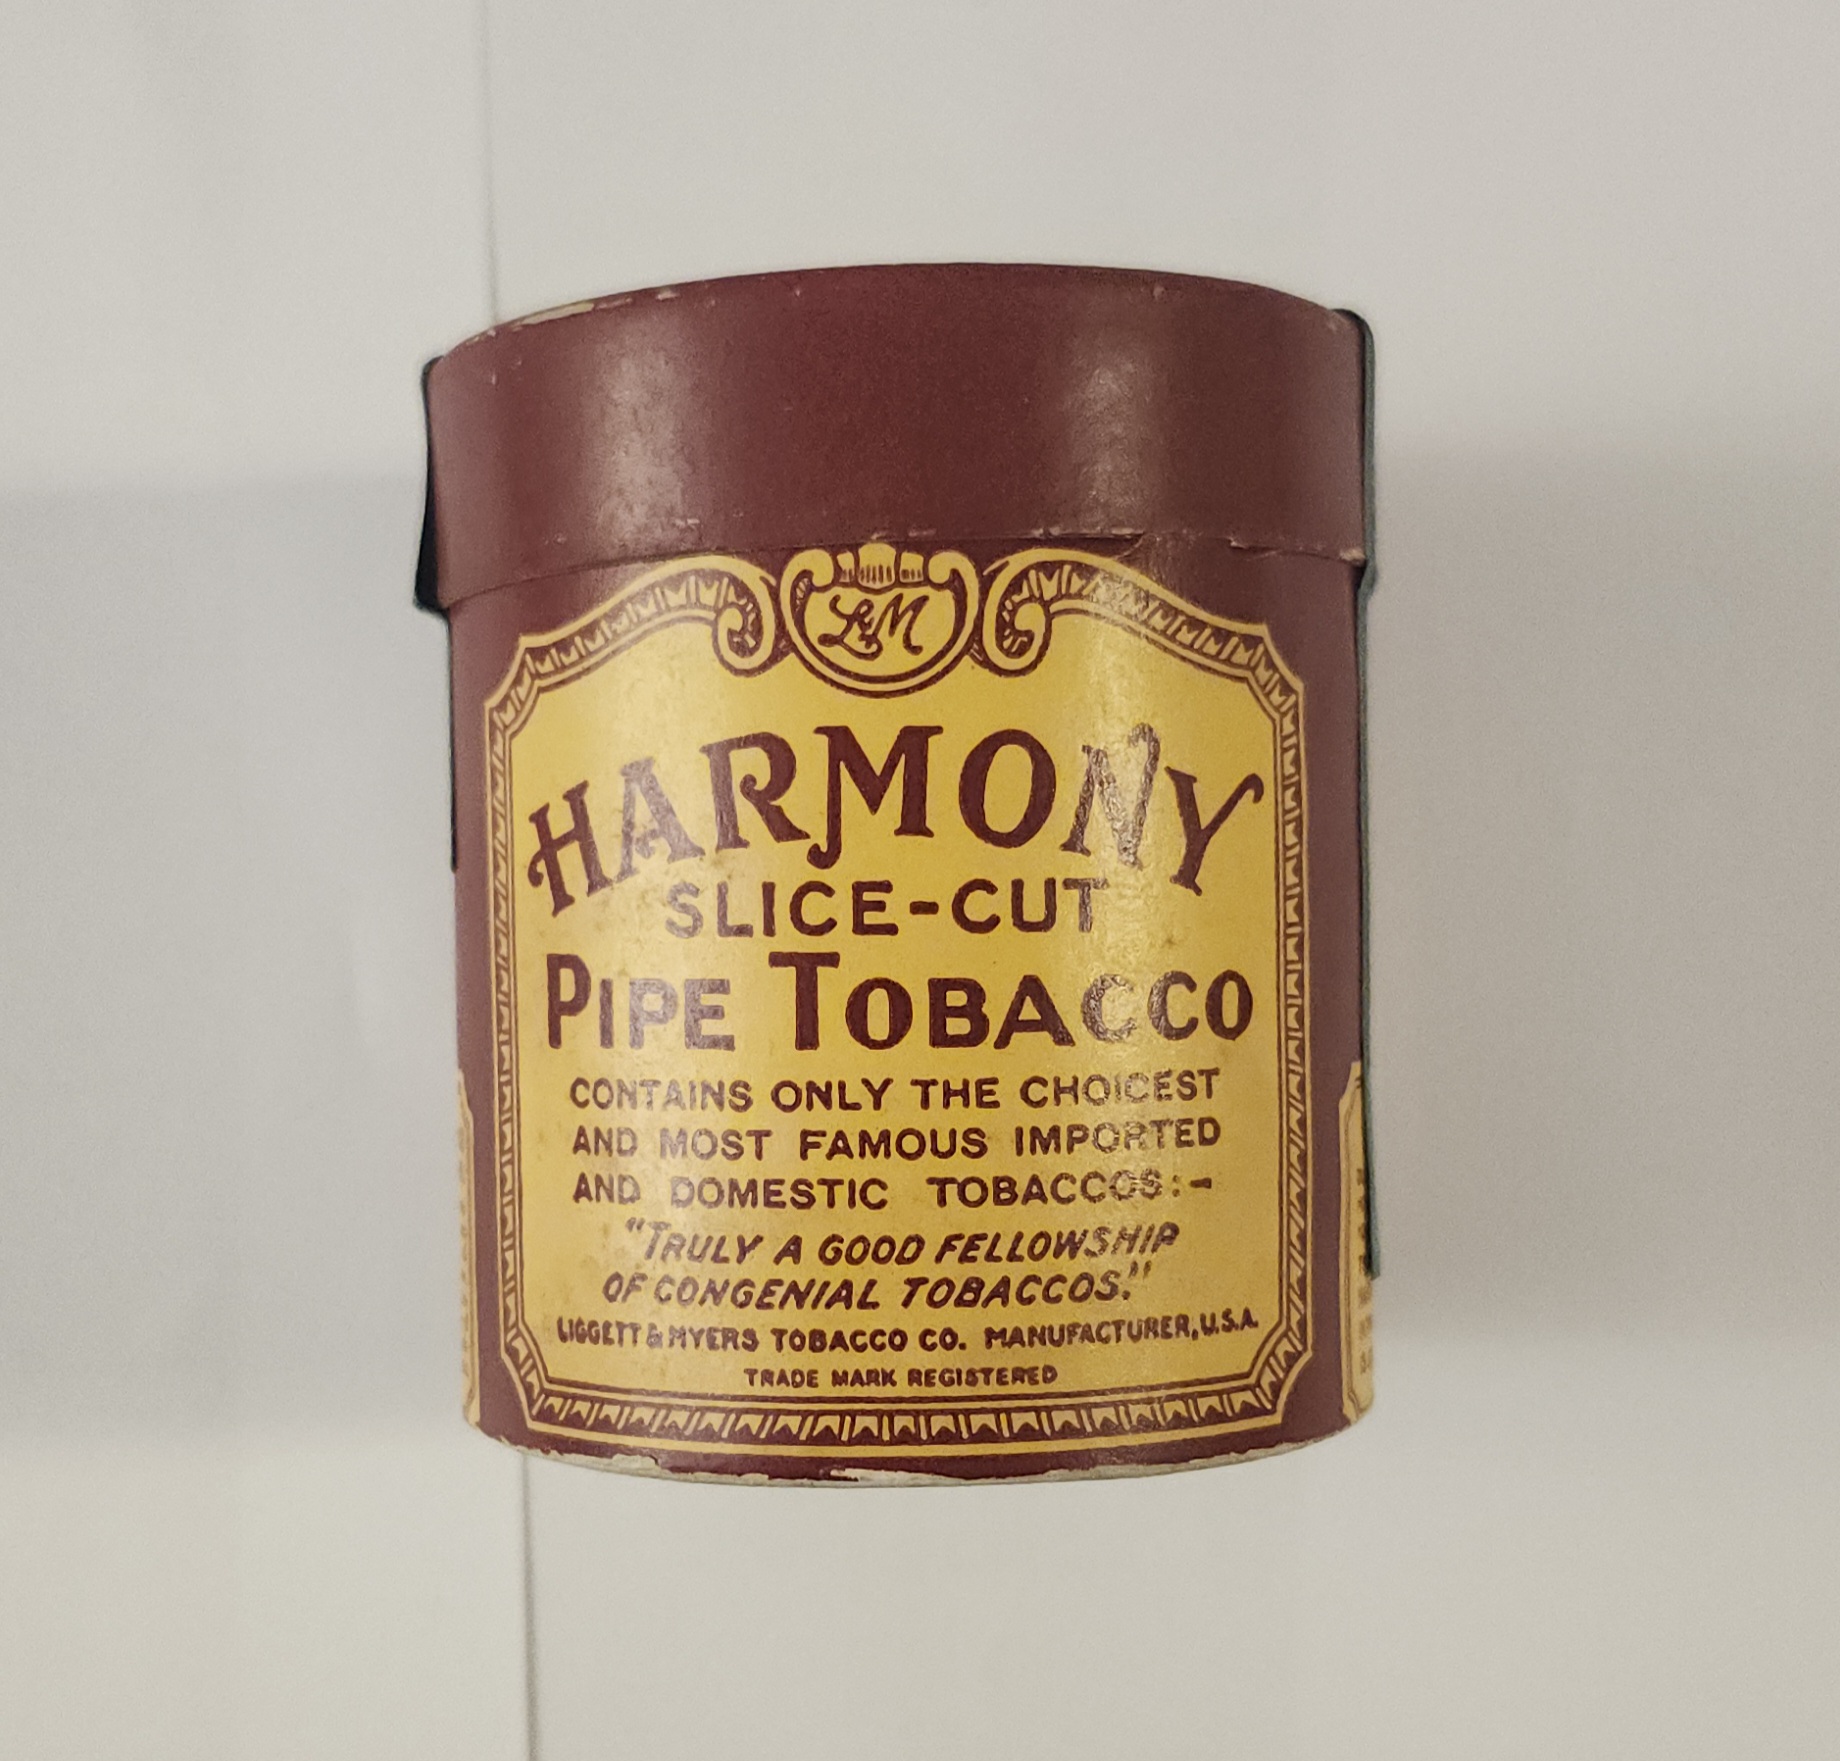 L&M
HARMONY
SLICE-CUT
PIPE TOBACCO
CONTAINS ONLY THE CHOICEST
AND MOST FAMOUS IMPORTED
AND DOMESTIC TOBACCOS:-
"TRULY A GOOD FELLOWSHIP
OF CONGENIAL TOBACCOS."
LIGGETT & MYERS TOBACCO CO. MANUFACTURER, U.S.A.
TRADE MARK REGISTERED